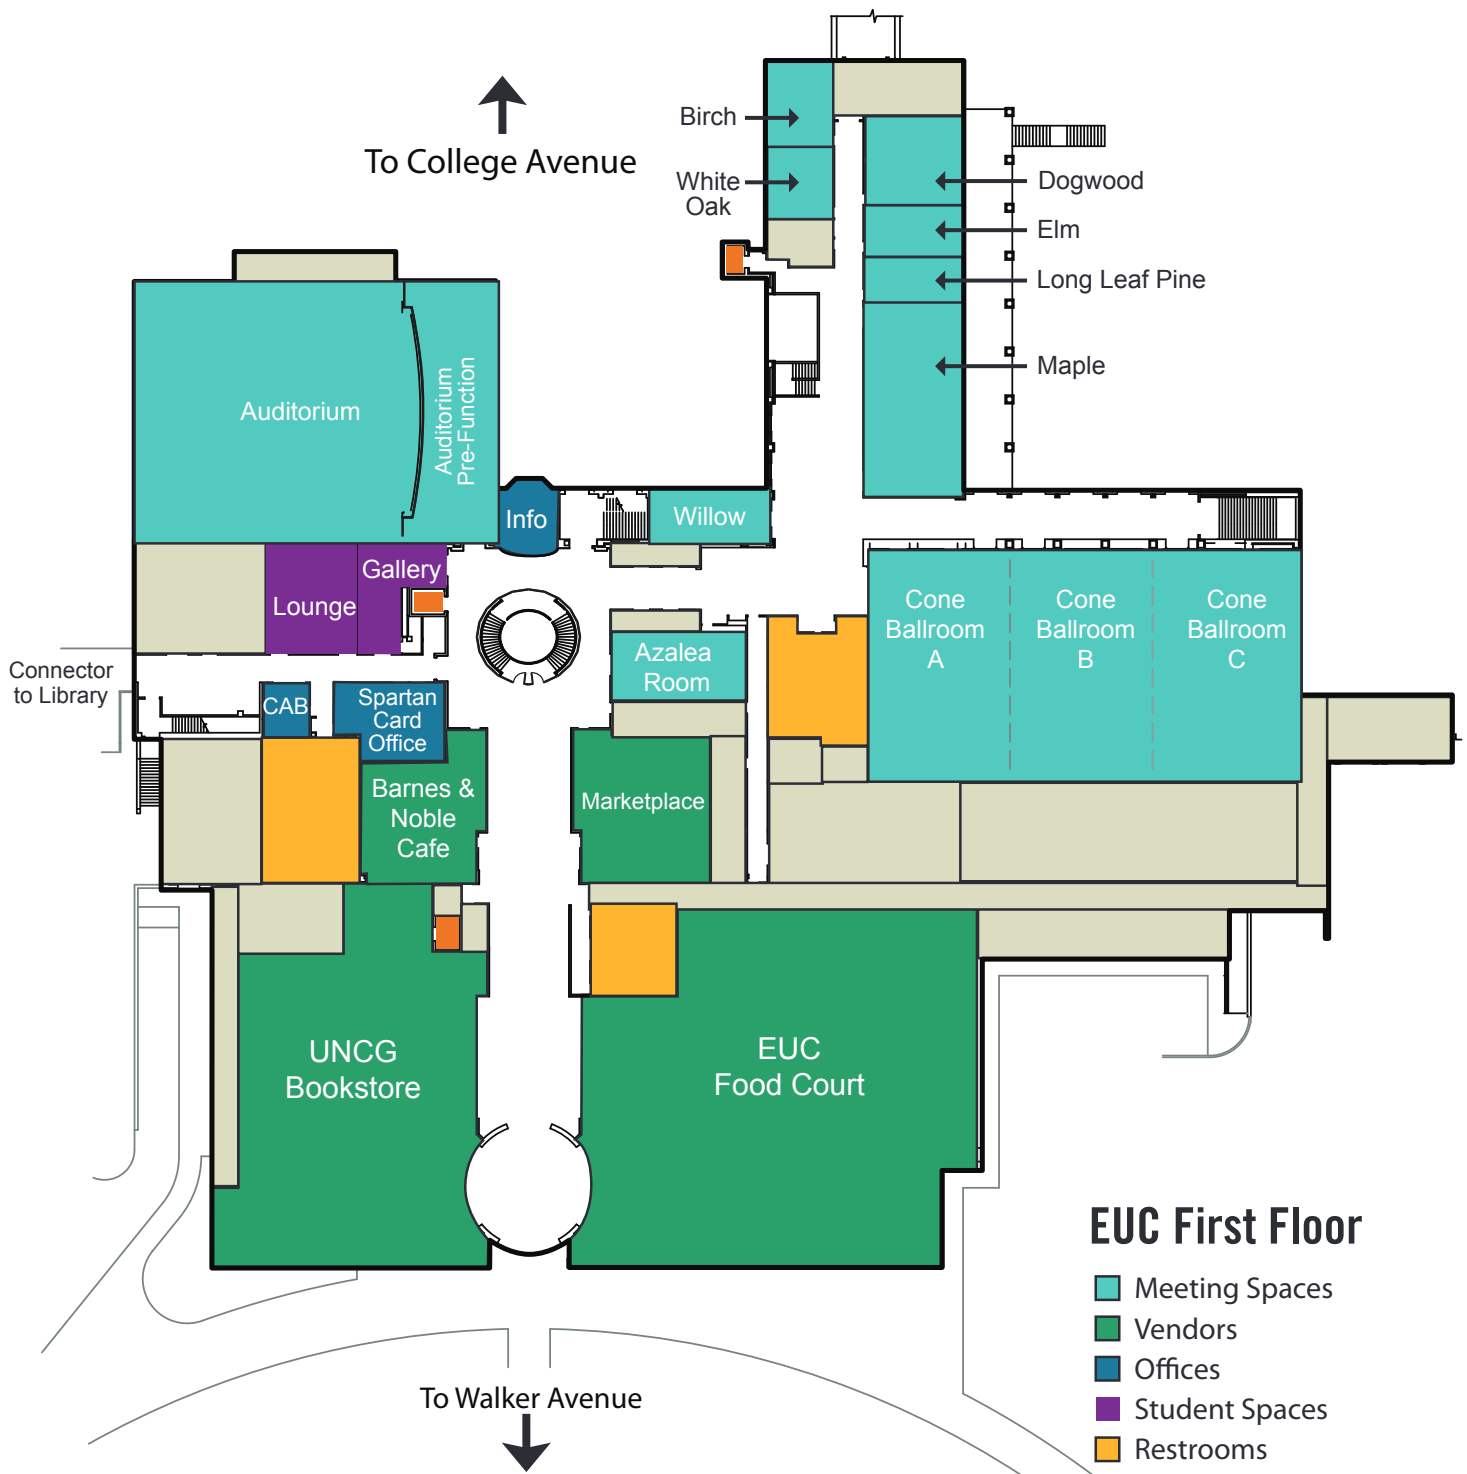 To College Avenue
Birch
White
Oak
Dogwood
Elm
Long Leaf Pine
Maple
Auditorium
Auditorium
Pre-Function
Info
Willow
Gallery
Lounge
Connector
to Library
CAB
Spartan
Card
Office
Azalea
Room
Cone
Ballroom
A
Cone
Ballroom
B
Cone
Ballroom
C
Barnes &
Noble
Cafe
Marketplace
UNCG
Bookstore
EUC
Food Court
To Walker Avenue
EUC First Floor
Meeting Spaces
Vendors
Offices
Student Spaces
Restrooms